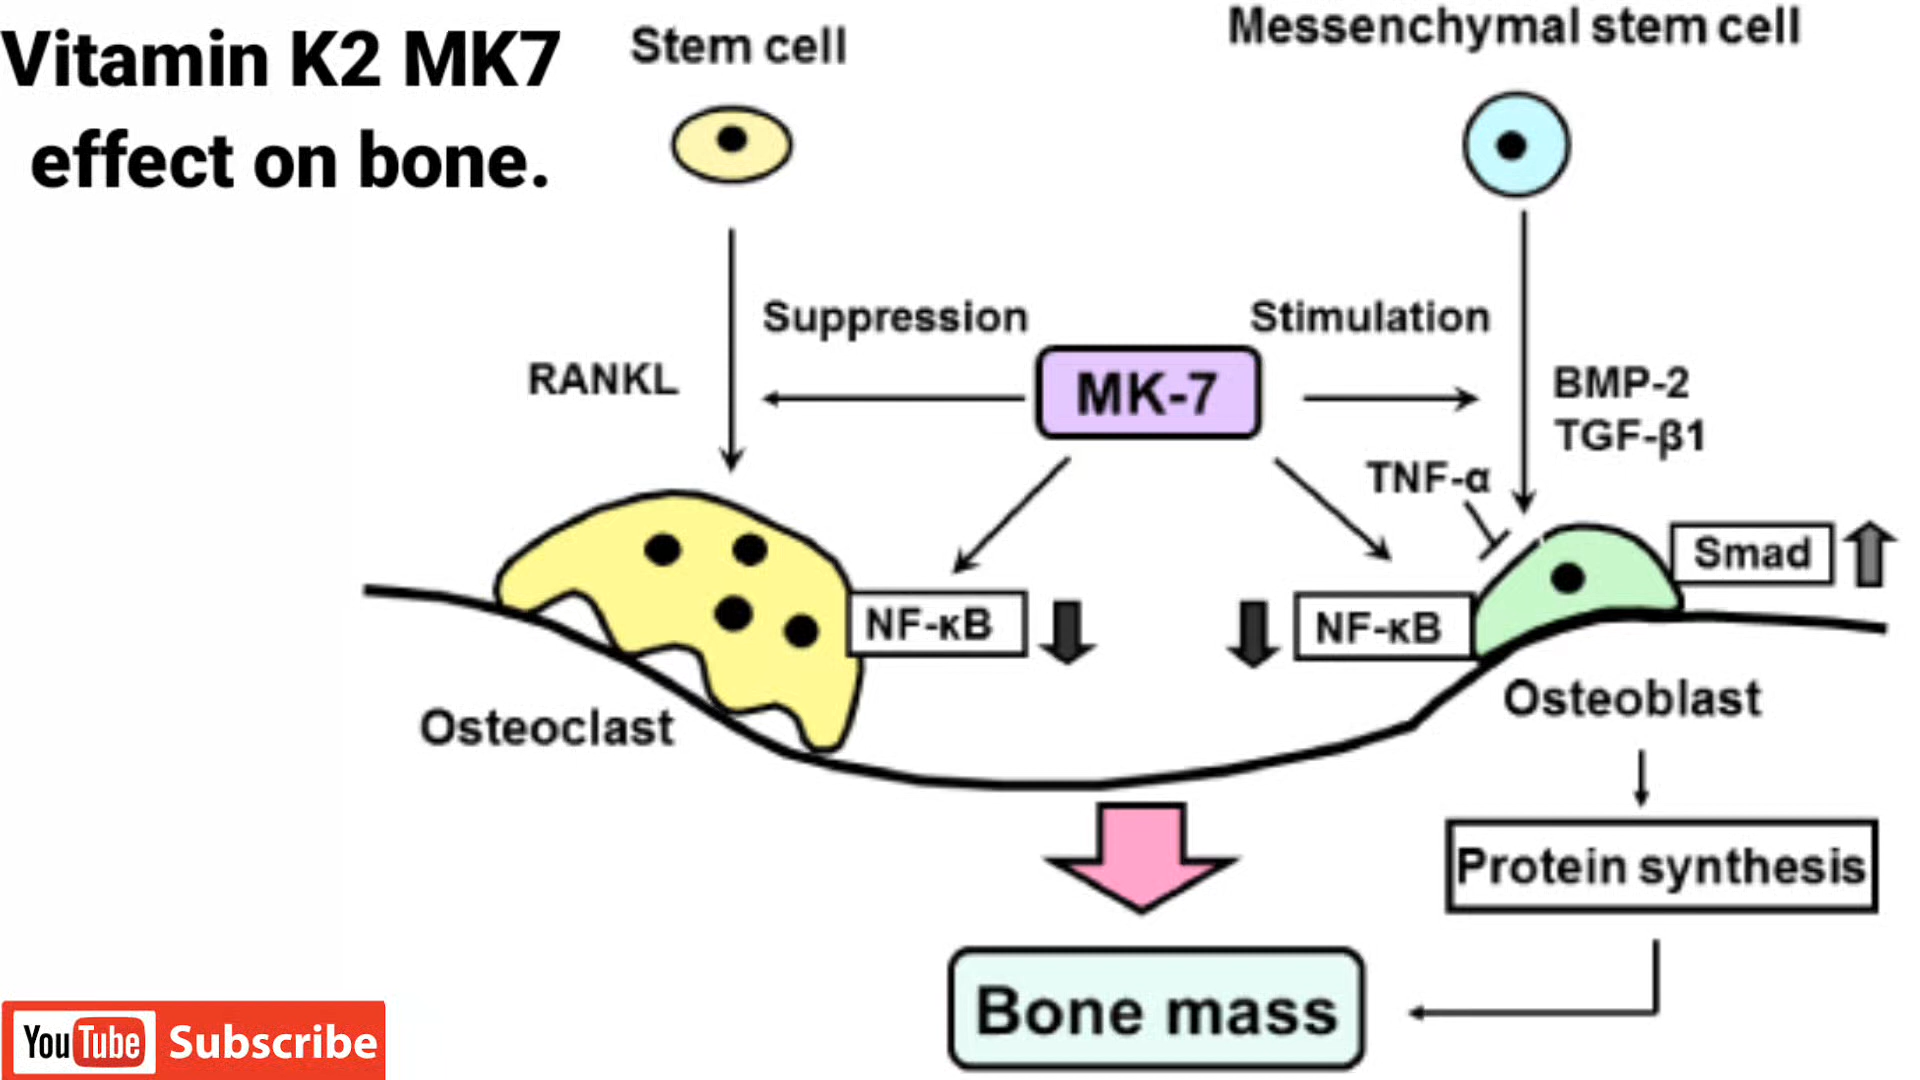 Vitamin K2 MK7
effect on bone.
Stem cell
Messenchymal stem cell
Suppression
Stimulation
RANKL
MK-7
BMP-2
TGF-β1
TNF-α
NF-κB
NF-κB
Smad
Osteoclast
Osteoblast
Protein synthesis
Bone mass
YouTube Subscribe